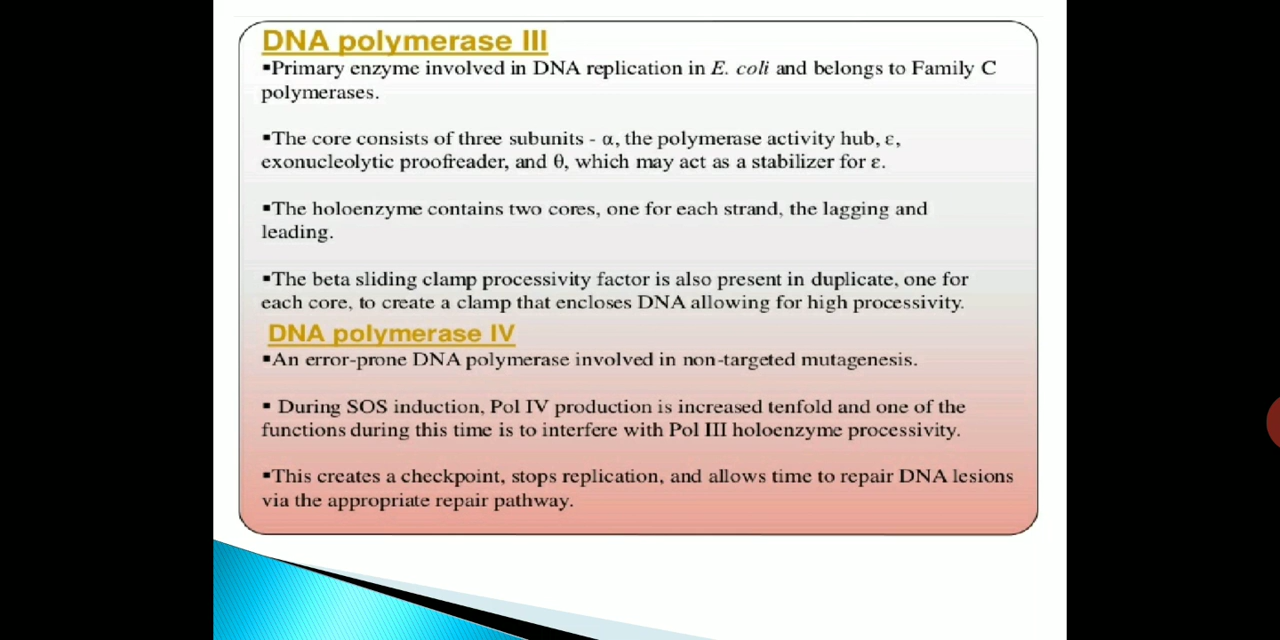 DNA polymerase III
▪Primary enzyme involved in DNA replication in E. coli and belongs to Family C
polymerases.
▪The core consists of three subunits - α, the polymerase activity hub, ε,
exonucleolytic proofreader, and θ, which may act as a stabilizer for ε.
▪The holoenzyme contains two cores, one for each strand, the lagging and
leading.
▪The beta sliding clamp processivity factor is also present in duplicate, one for
each core, to create a clamp that encloses DNA allowing for high processivity.
DNA polymerase IV
▪An error-prone DNA polymerase involved in non-targeted mutagenesis.
▪ During SOS induction, Pol IV production is increased tenfold and one of the
functions during this time is to interfere with Pol III holoenzyme processivity.
▪This creates a checkpoint, stops replication, and allows time to repair DNA lesions
via the appropriate repair pathway.